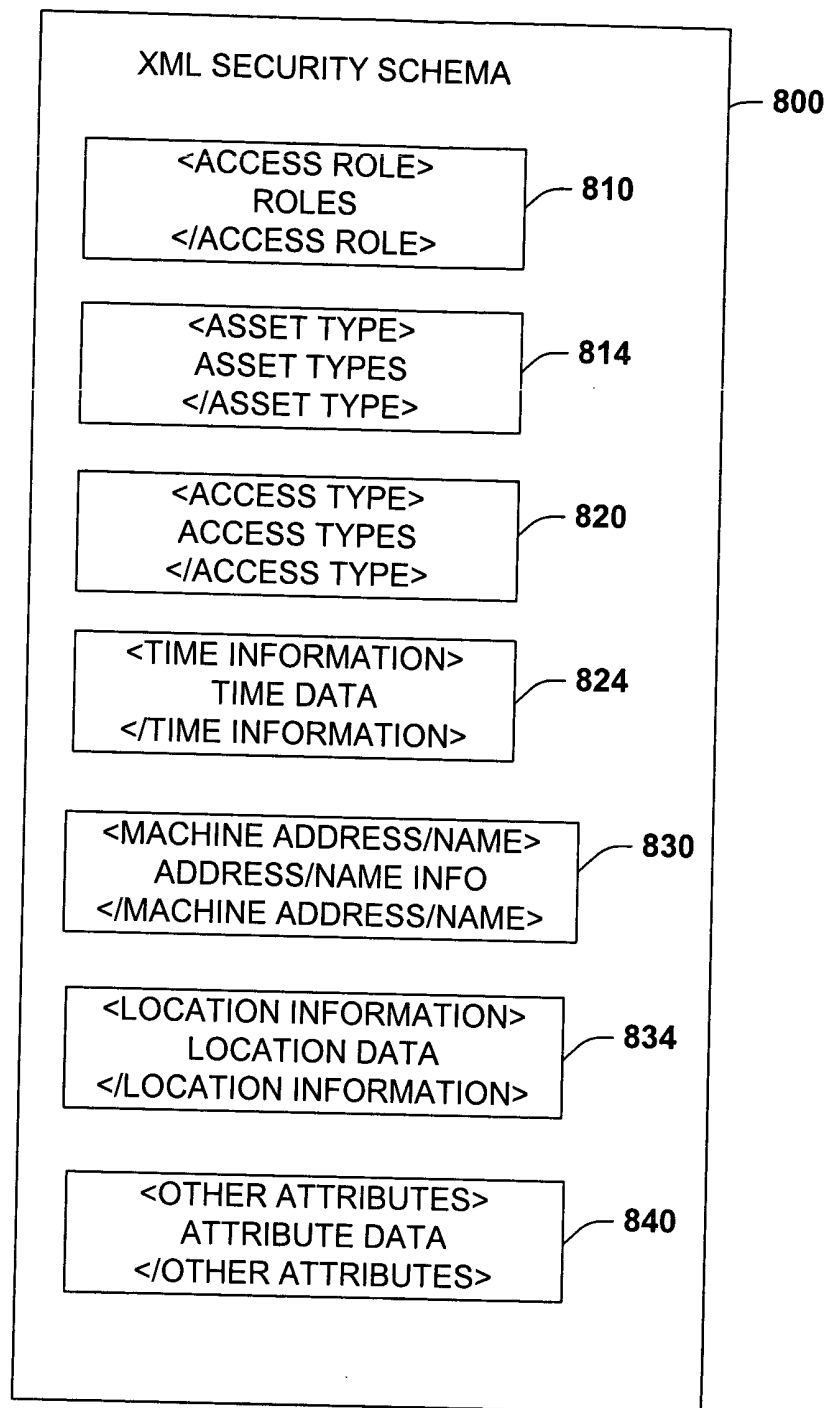 XML SECURITY SCHEMA
800
<ACCESS ROLE>
ROLES
</ACCESS ROLE>
810
<ASSET TYPE>
ASSET TYPES
</ASSET TYPE>
814
<ACCESS TYPE>
ACCESS TYPES
</ACCESS TYPE>
820
<TIME INFORMATION>
TIME DATA
</TIME INFORMATION>
824
<MACHINE ADDRESS/NAME>
ADDRESS/NAME INFO
</MACHINE ADDRESS/NAME>
830
<LOCATION INFORMATION>
LOCATION DATA
</LOCATION INFORMATION>
834
<OTHER ATTRIBUTES>
ATTRIBUTE DATA
</OTHER ATTRIBUTES>
840